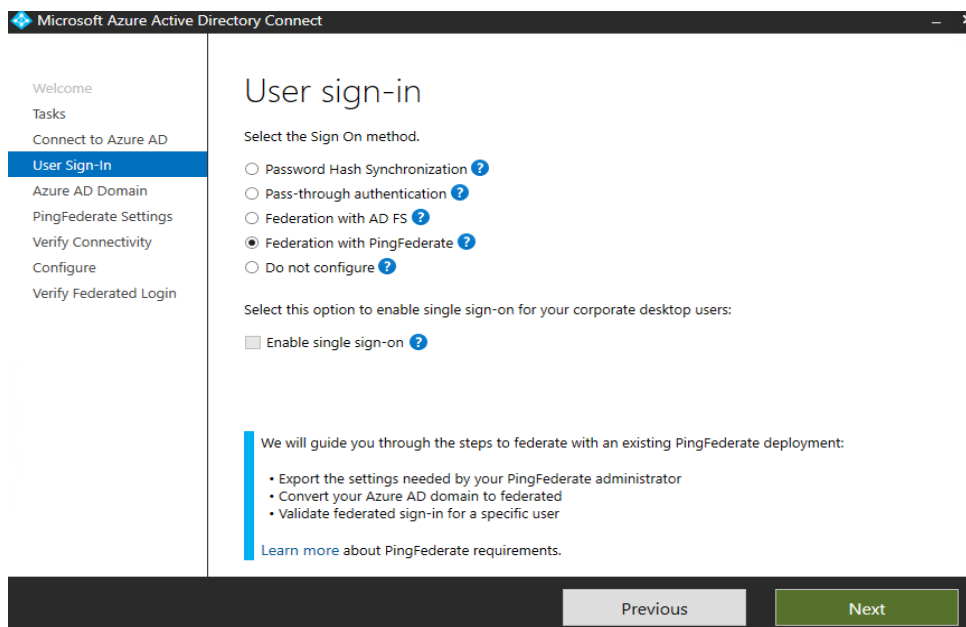 Microsoft Azure Active Directory Connect
Welcome
Tasks
Connect to Azure AD
User Sign-In
Azure AD Domain
PingFederate Settings
Verify Connectivity
Configure
Verify Federated Login
User sign-in
Select the Sign On method.
Password Hash Synchronization ?
Pass-through authentication ?
Federation with AD FS ?
Federation with PingFederate ?
Do not configure ?
Select this option to enable single sign-on for your corporate desktop users:
Enable single sign-on ?
We will guide you through the steps to federate with an existing PingFederate deployment:
• Export the settings needed by your PingFederate administrator
• Convert your Azure AD domain to federated
• Validate federated sign-in for a specific user
Learn more about PingFederate requirements.
Previous
Next